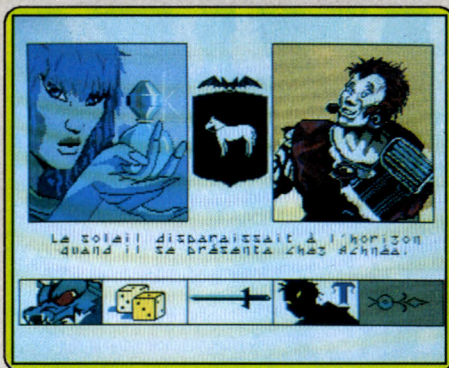 Le soleil disparaissait à l'horizon
quand il se présenta chez Achnéa.
T